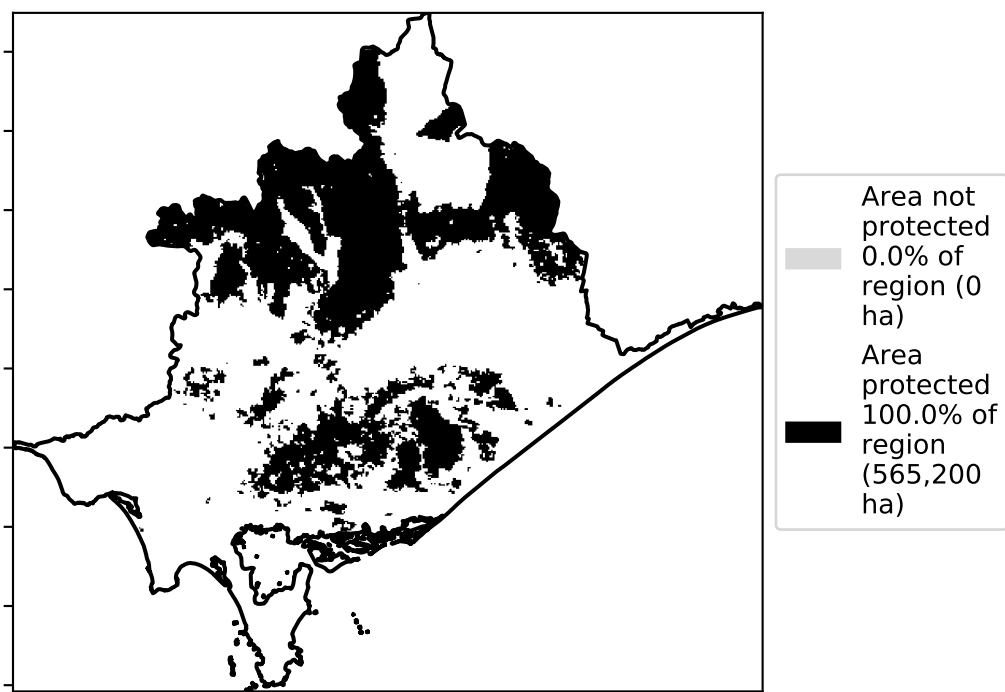 Area not
protected
0.0% of
region (0
ha)
Area
protected
100.0% of
region
(565,200
ha)